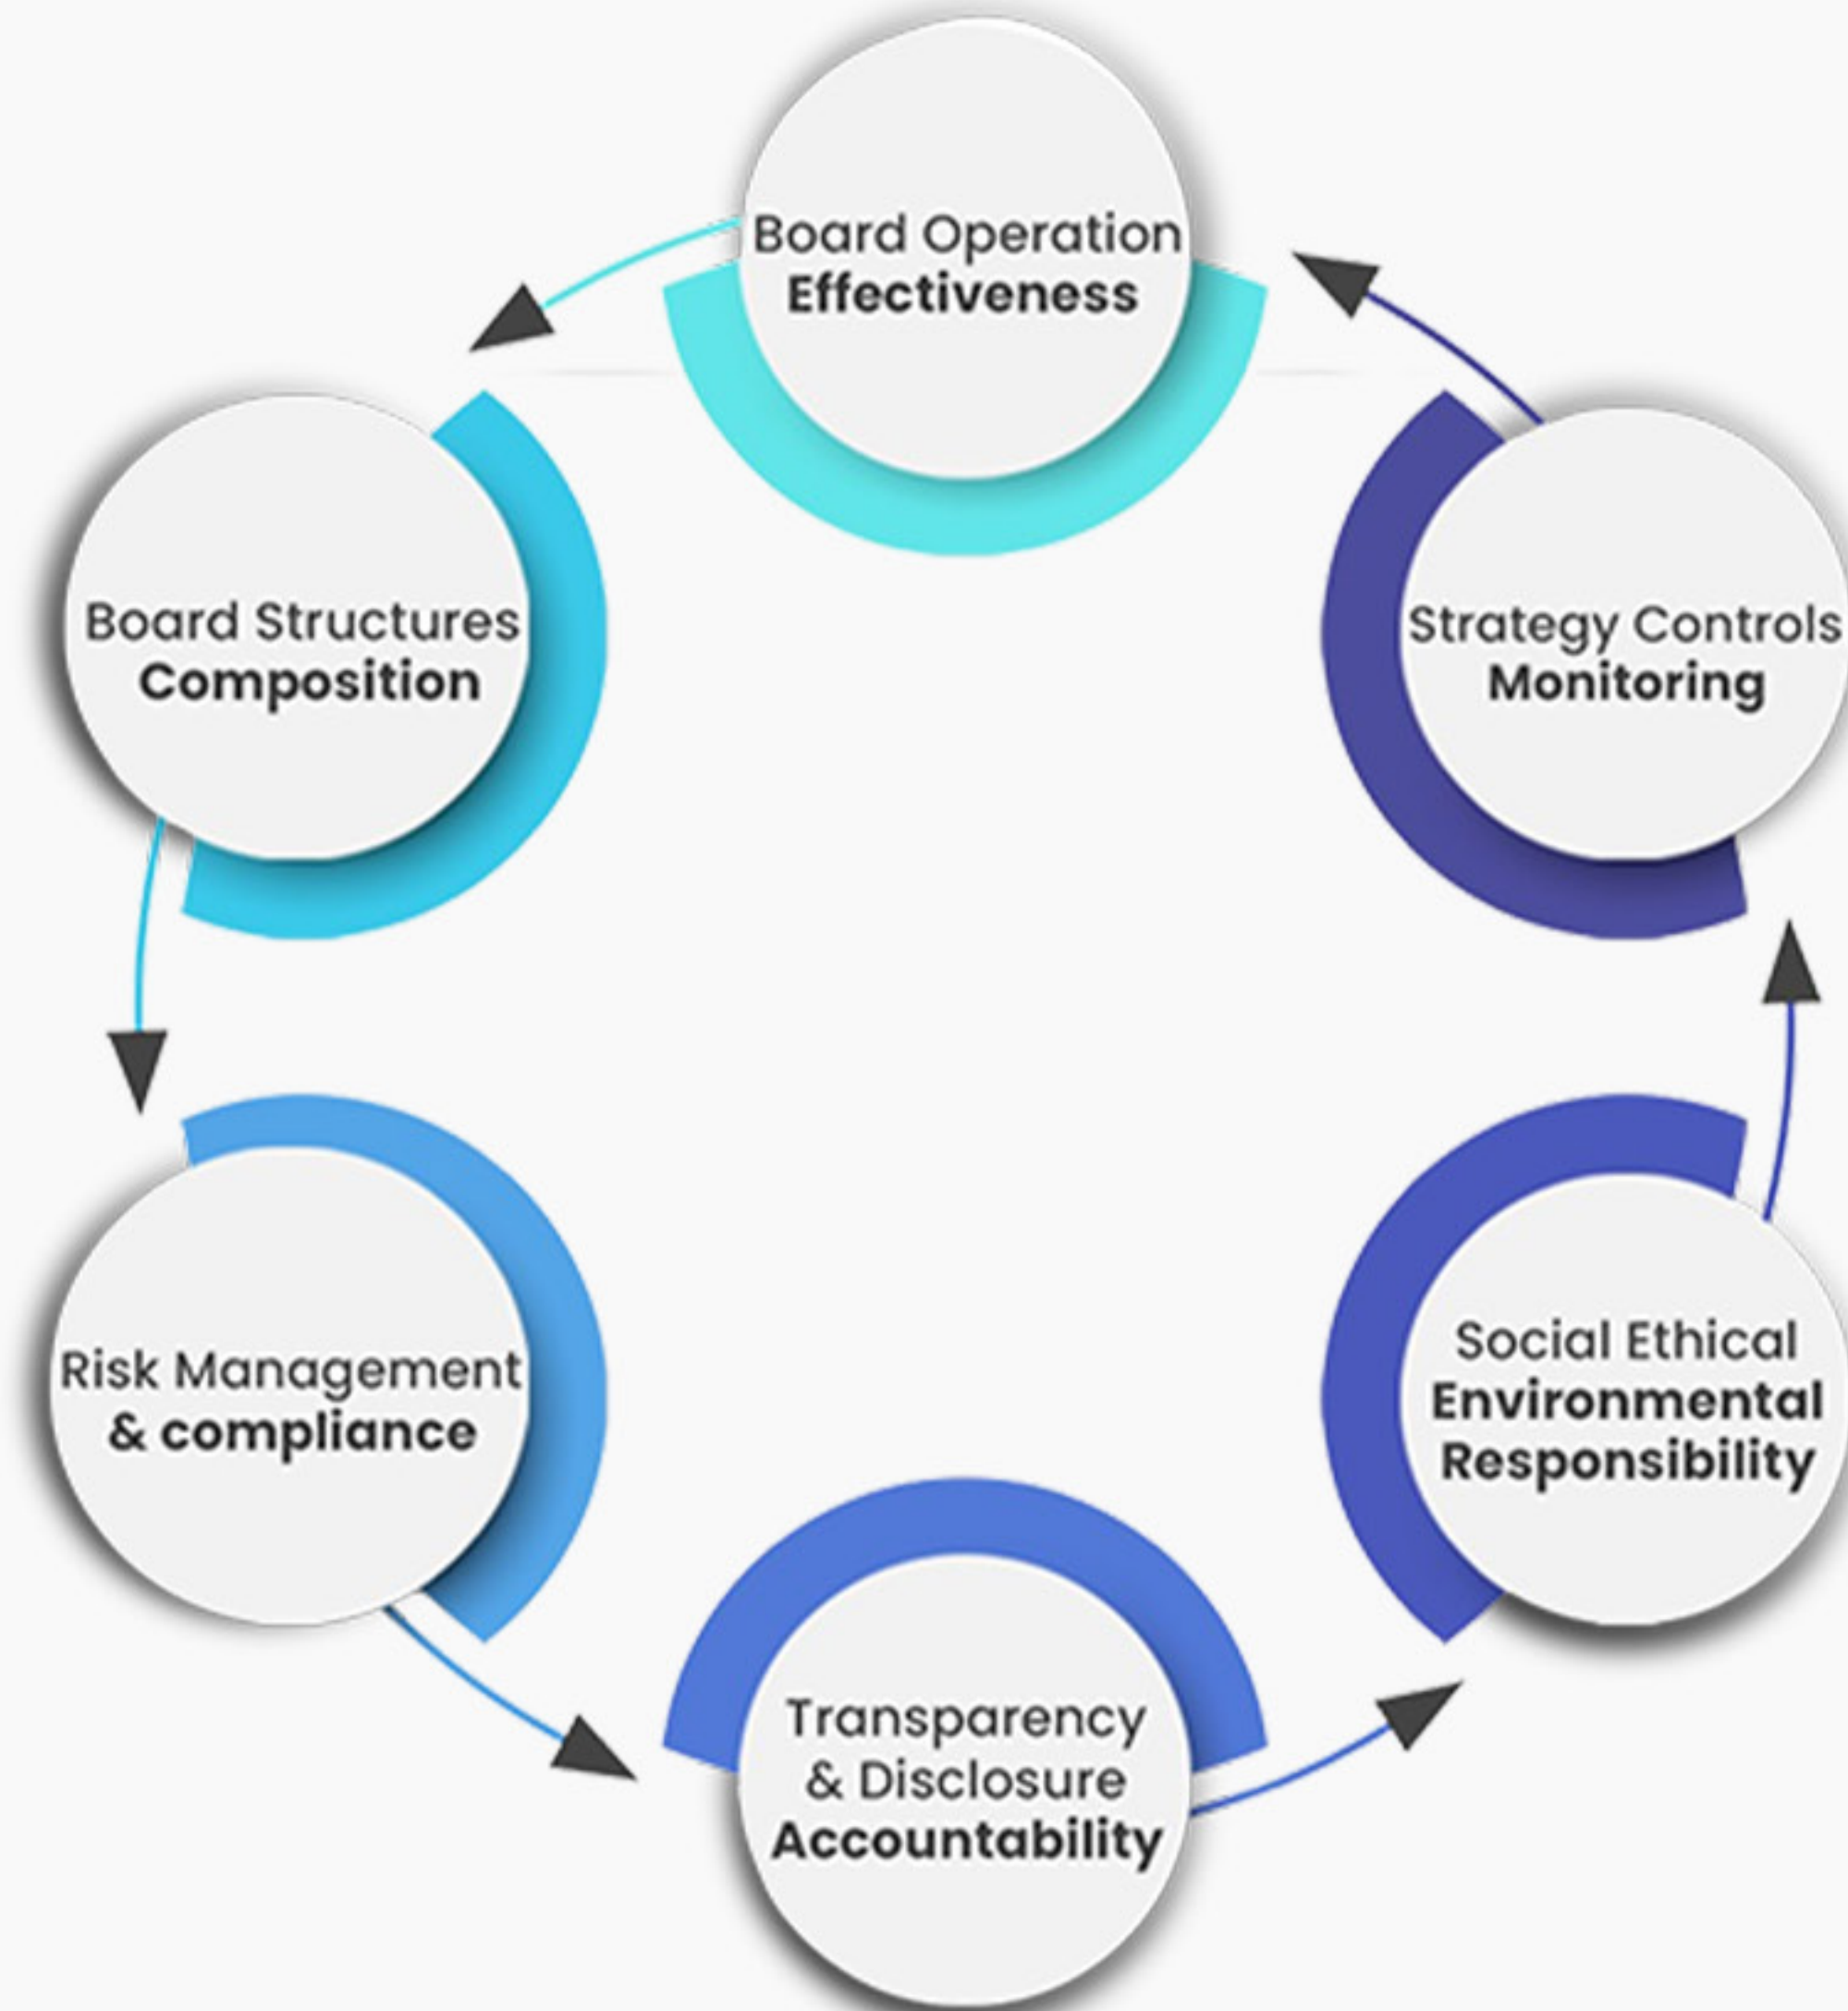 Board Operation
Effectiveness
Board Structures
Composition
Strategy Controls
Monitoring
Risk Management
& compliance
Social Ethical
Environmental
Responsibility
Transparency
& Disclosure
Accountability